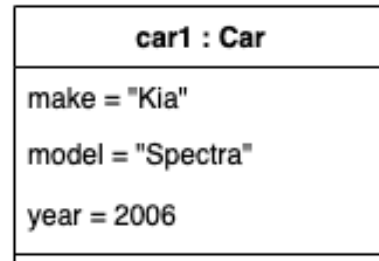 car1 : Car
make = "Kia"
model = "Spectra"
year = 2006